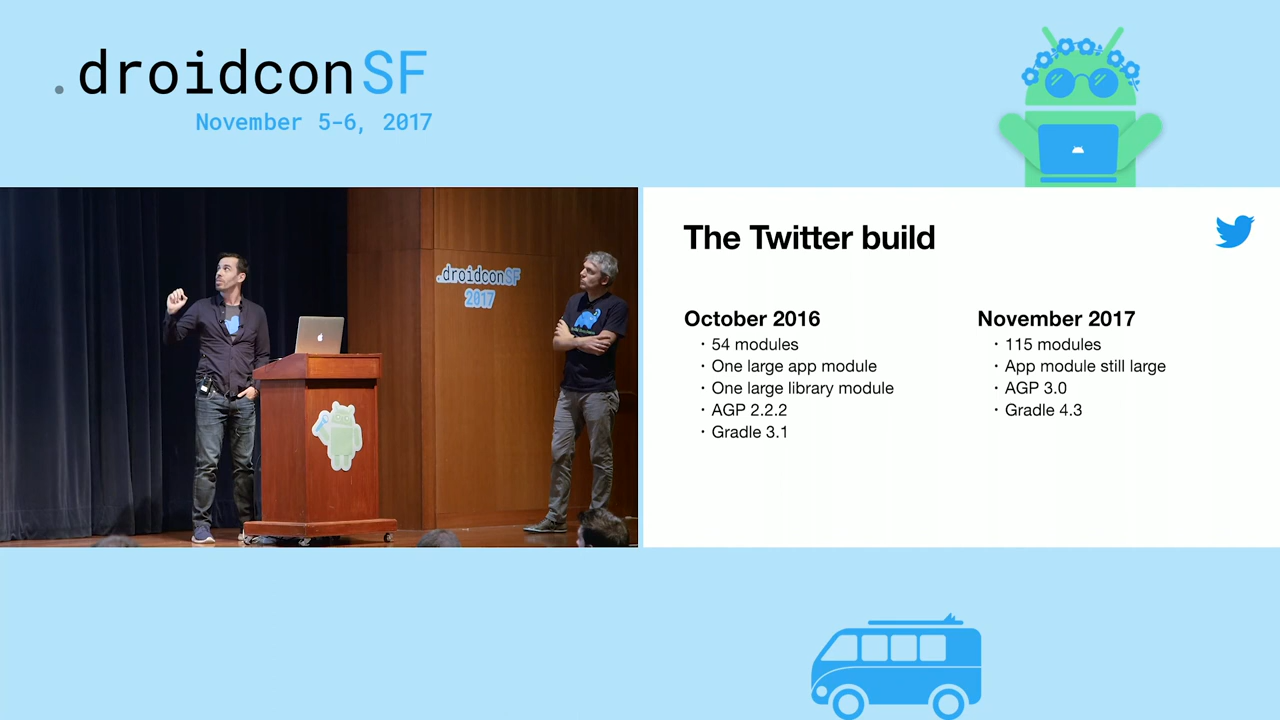 .droidconSF
November 5-6, 2017
.droidconSF
2017
The Twitter build
October 2016
· 54 modules
· One large app module
· One large library module
· AGP 2.2.2
· Gradle 3.1
November 2017
· 115 modules
· App module still large
· AGP 3.0
· Gradle 4.3